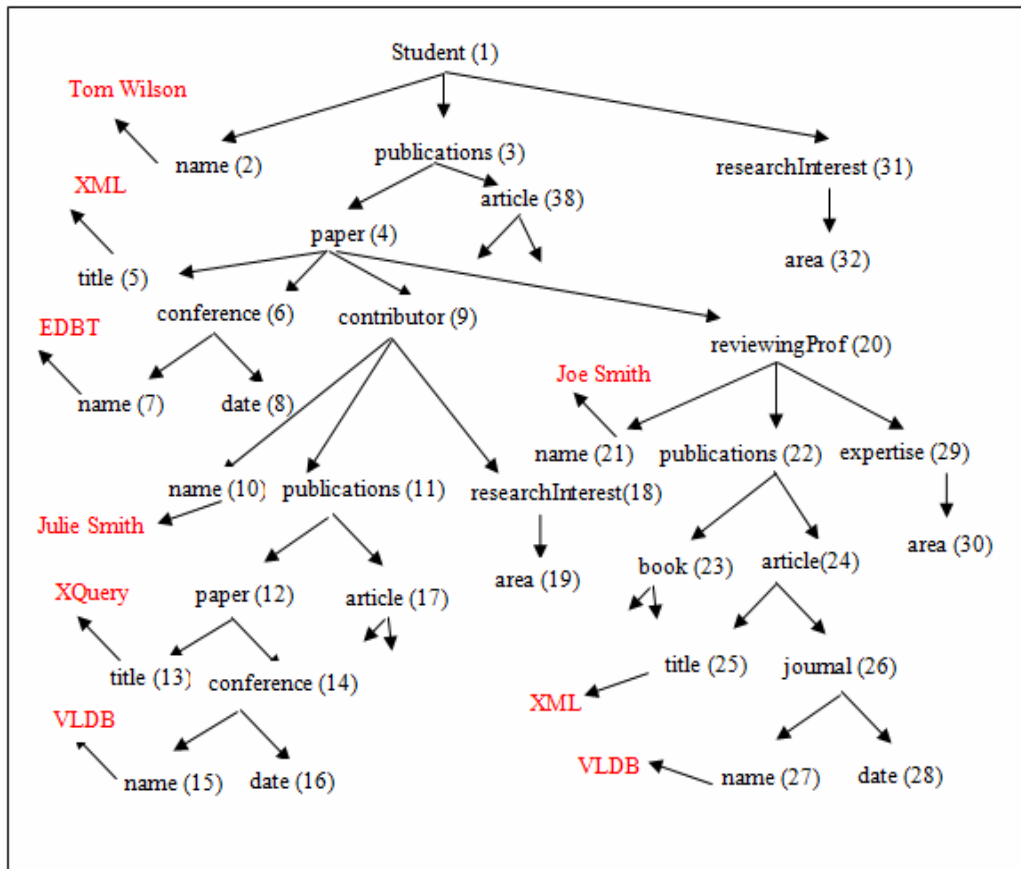 Student (1)
Tom Wilson
name (2)
publications (3)
researchInterest (31)
XML
article (38)
paper (4)
area (32)
title (5)
conference (6)
contributor (9)
EDBT
reviewingProf (20)
Joe Smith
name (7)
date (8)
name (21)
publications (22)
expertise (29)
name (10)
publications (11)
researchInterest(18)
Julie Smith
area (30)
book (23)
article(24)
area (19)
XQuery
paper (12)
article (17)
title (13)
conference (14)
title (25)
journal (26)
XML
VLDB
VLDB
name (15)
date (16)
name (27)
date (28)